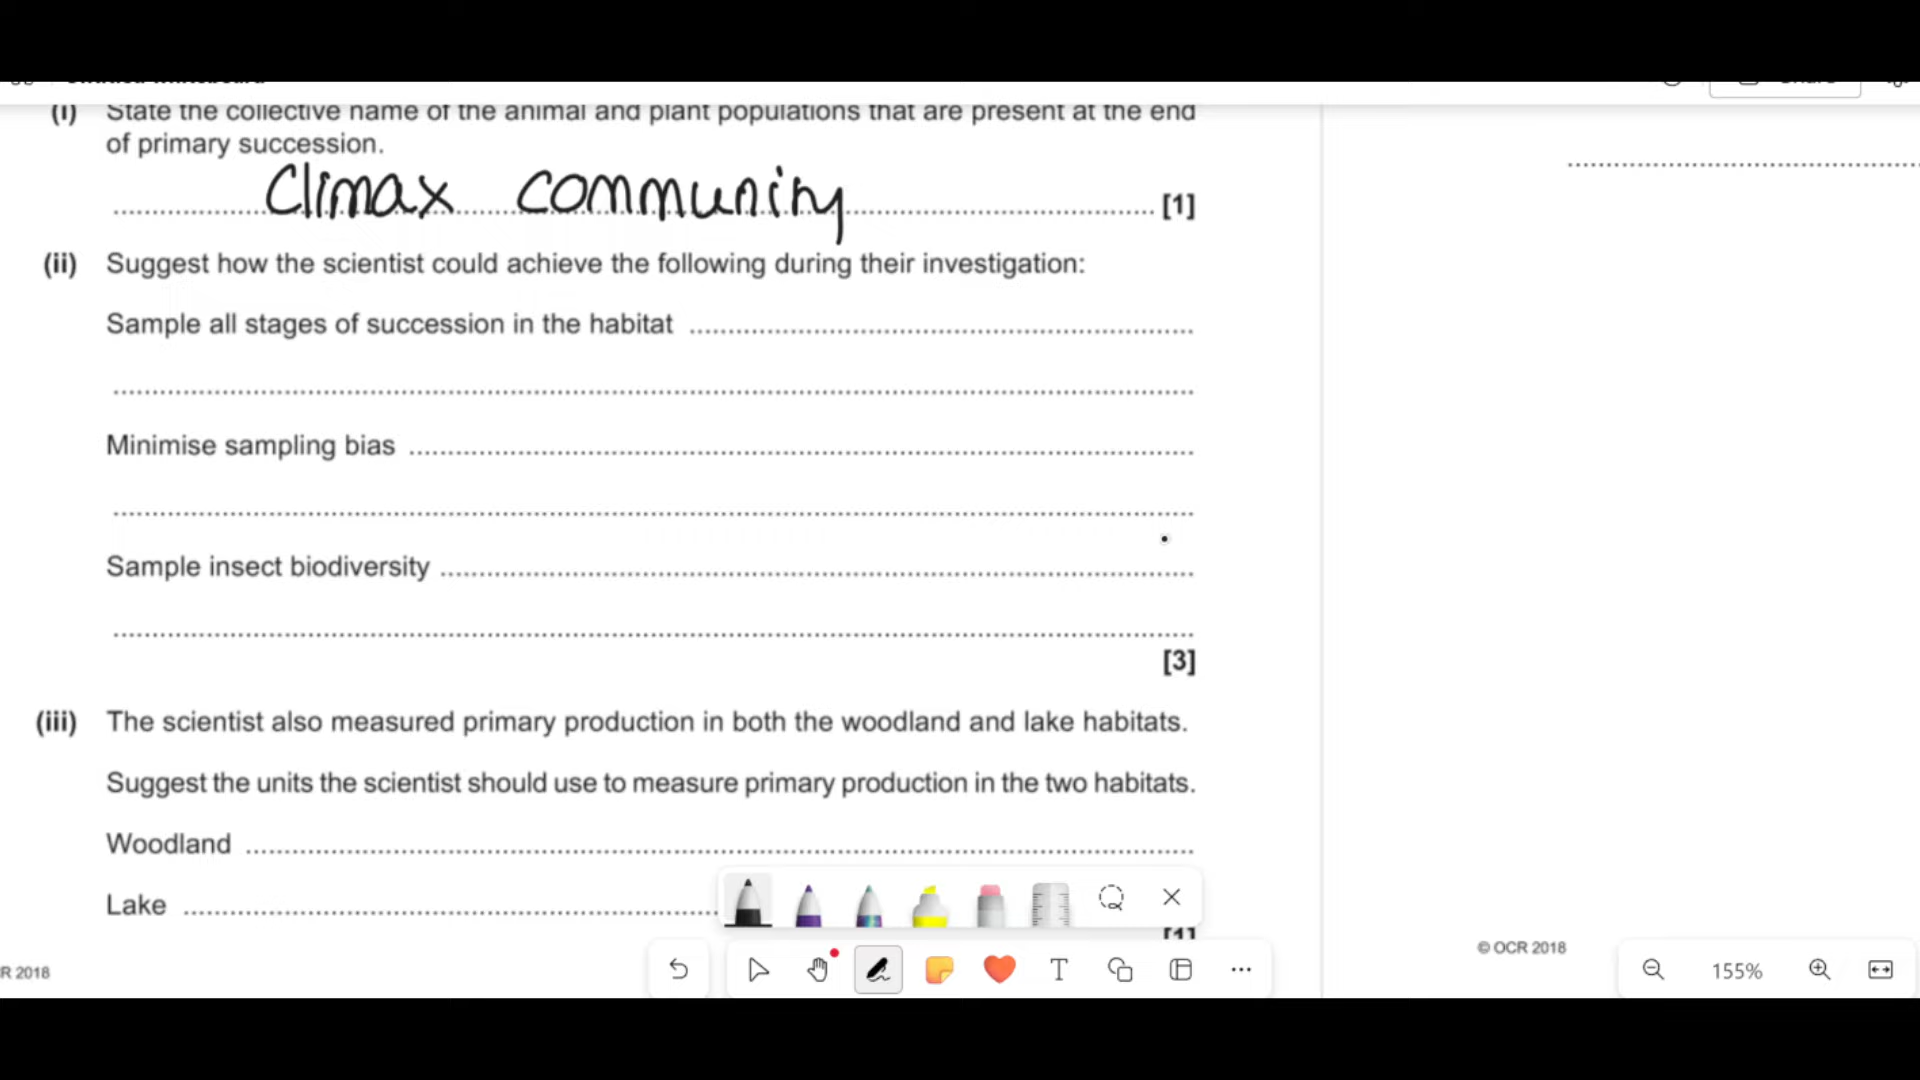 (i) State the collective name of the animal and plant populations that are present at the end
of primary succession.
Climax community [1]
(ii) Suggest how the scientist could achieve the following during their investigation:
Sample all stages of succession in the habitat
Minimise sampling bias
Sample insect biodiversity
[3]
(iii) The scientist also measured primary production in both the woodland and lake habitats.
Suggest the units the scientist should use to measure primary production in the two habitats.
Woodland
Lake
[1]
R 2018
© OCR 2018
T
155%